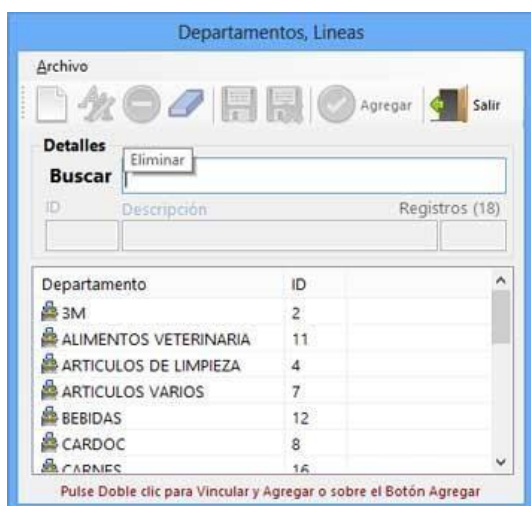 Departamentos, Lineas
Archivo
Agregar Salir
Detalles
Eliminar
Buscar
ID Descripción Registros (18)
Departamento ID
3M 2
ALIMENTOS VETERINARIA 11
ARTICULOS DE LIMPIEZA 4
ARTICULOS VARIOS 7
BEBIDAS 12
CARDOC 8
CARNES 16
Pulse Doble clic para Vincular y Agregar o sobre el Botón Agregar